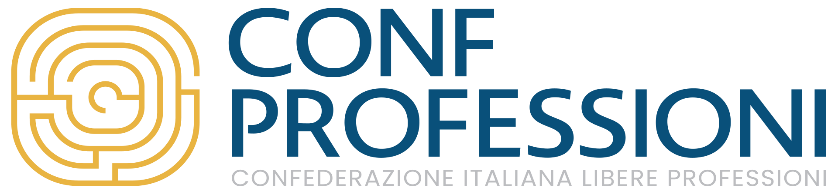 CONF
PROFESSIONI
CONFEDERAZIONE ITALIANA LIBERE PROFESSIONI